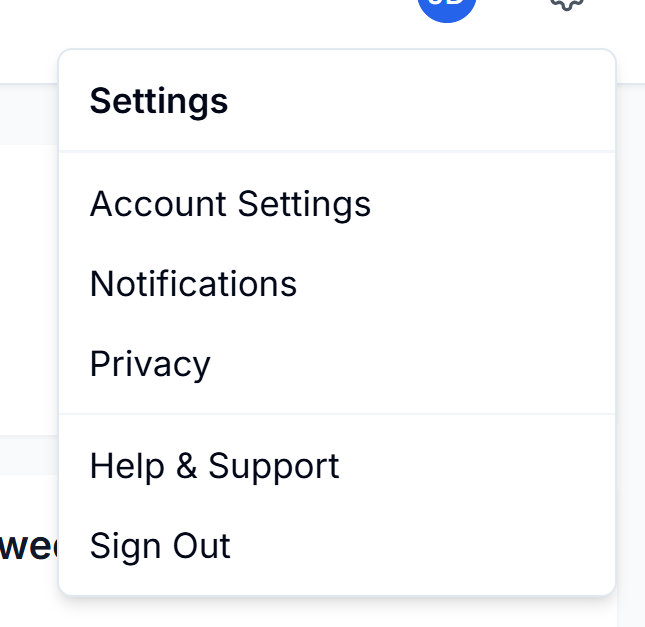 Settings
Account Settings
Notifications
Privacy
Help & Support
Sign Out